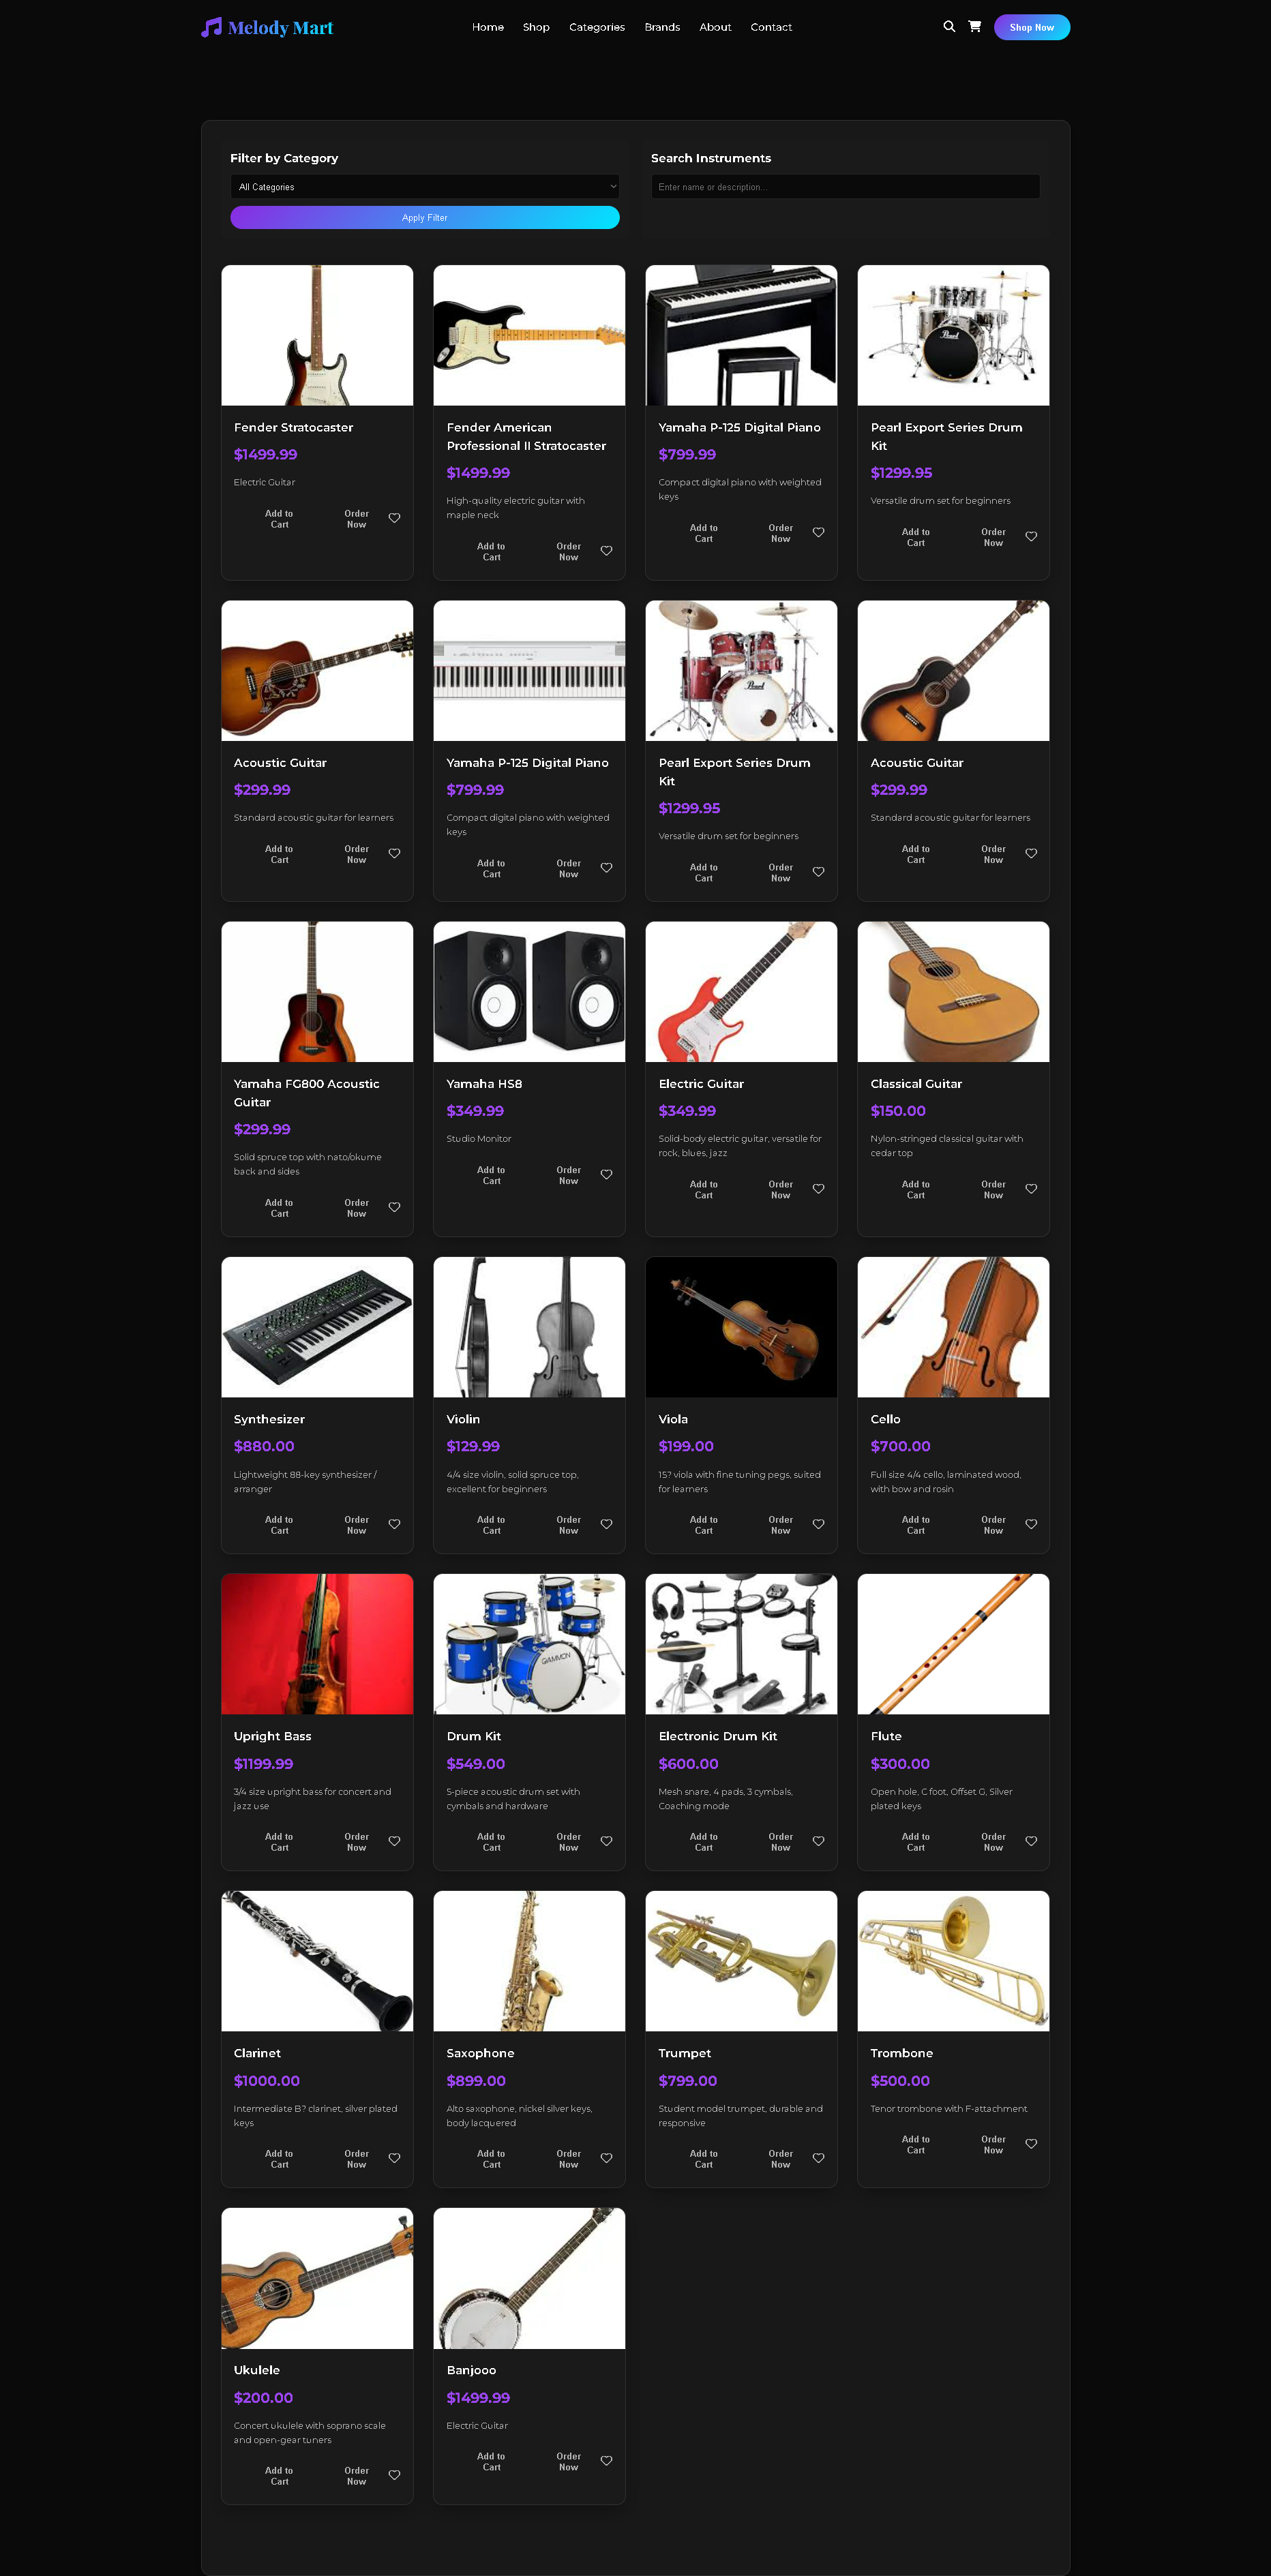 Melody Mart
Home Shop Categories Brands About Contact
Shop Now
Filter by Category
All Categories
Apply Filter
Search Instruments
Enter name or description...
Fender Stratocaster
$1499.99
Electric Guitar
Add to
Cart
Order
Now
Fender American
Professional II Stratocaster
$1499.99
High-quality electric guitar with
maple neck
Add to
Cart
Order
Now
Yamaha P-125 Digital Piano
$799.99
Compact digital piano with weighted
keys
Add to
Cart
Order
Now
Pearl
Pearl Export Series Drum
Kit
$1299.95
Versatile drum set for beginners
Add to
Cart
Order
Now
Acoustic Guitar
$299.99
Standard acoustic guitar for learners
Add to
Cart
Order
Now
Yamaha P-125 Digital Piano
$799.99
Compact digital piano with weighted
keys
Add to
Cart
Order
Now
Pearl
Pearl Export Series Drum
Kit
$1299.95
Versatile drum set for beginners
Add to
Cart
Order
Now
Acoustic Guitar
$299.99
Standard acoustic guitar for learners
Add to
Cart
Order
Now
Yamaha FG800 Acoustic
Guitar
$299.99
Solid spruce top with nato/okume
back and sides
Add to
Cart
Order
Now
Yamaha HS8
$349.99
Studio Monitor
Add to
Cart
Order
Now
Electric Guitar
$349.99
Solid-body electric guitar, versatile for
rock, blues, jazz
Add to
Cart
Order
Now
Classical Guitar
$150.00
Nylon-stringed classical guitar with
cedar top
Add to
Cart
Order
Now
Synthesizer
$880.00
Lightweight 88-key synthesizer /
arranger
Add to
Cart
Order
Now
Violin
$129.99
4/4 size violin, solid spruce top,
excellent for beginners
Add to
Cart
Order
Now
Viola
$199.00
15? viola with fine tuning pegs, suited
for learners
Add to
Cart
Order
Now
Cello
$700.00
Full size 4/4 cello, laminated wood,
with bow and rosin
Add to
Cart
Order
Now
Upright Bass
$1199.99
3/4 size upright bass for concert and
jazz use
Add to
Cart
Order
Now
GAMMON
Drum Kit
$549.00
5-piece acoustic drum set with
cymbals and hardware
Add to
Cart
Order
Now
Electronic Drum Kit
$600.00
Mesh snare, 4 pads, 3 cymbals,
Coaching mode
Add to
Cart
Order
Now
Flute
$300.00
Open hole, C foot, Offset G, Silver
plated keys
Add to
Cart
Order
Now
Clarinet
$1000.00
Intermediate B? clarinet, silver plated
keys
Add to
Cart
Order
Now
Saxophone
$899.00
Alto saxophone, nickel silver keys,
body lacquered
Add to
Cart
Order
Now
Trumpet
$799.00
Student model trumpet, durable and
responsive
Add to
Cart
Order
Now
Trombone
$500.00
Tenor trombone with F-attachment
Add to
Cart
Order
Now
Ukulele
$200.00
Concert ukulele with soprano scale
and open-gear tuners
Add to
Cart
Order
Now
Banjooo
$1499.99
Electric Guitar
Add to
Cart
Order
Now